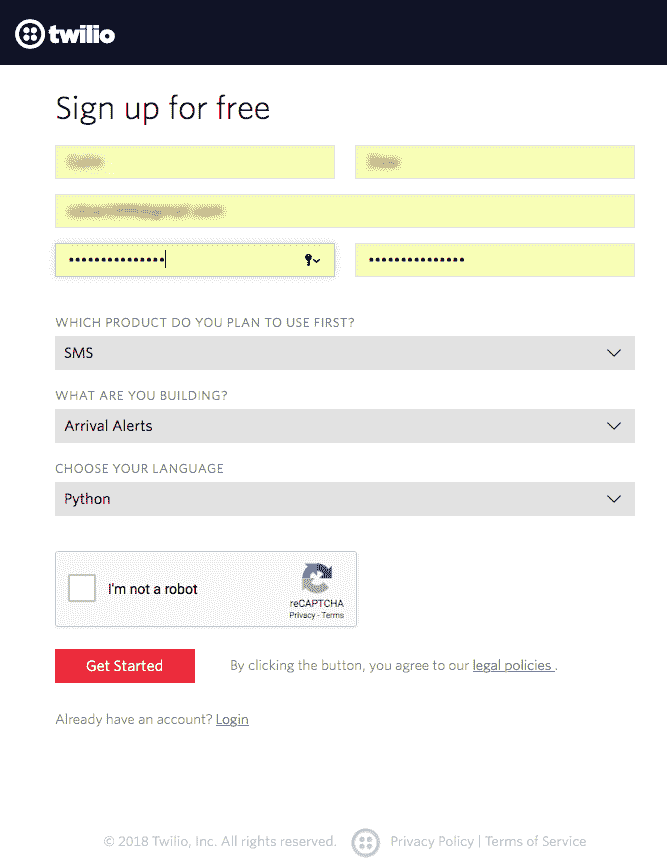 twilio
Sign up for free
••••••••••••••• •••••••••••••••
WHICH PRODUCT DO YOU PLAN TO USE FIRST?
SMS
WHAT ARE YOU BUILDING?
Arrival Alerts
CHOOSE YOUR LANGUAGE
Python
I'm not a robot
reCAPTCHA
Privacy - Terms
Get Started By clicking the button, you agree to our legal policies .
Already have an account? Login
© 2018 Twilio, Inc. All rights reserved. Privacy Policy | Terms of Service